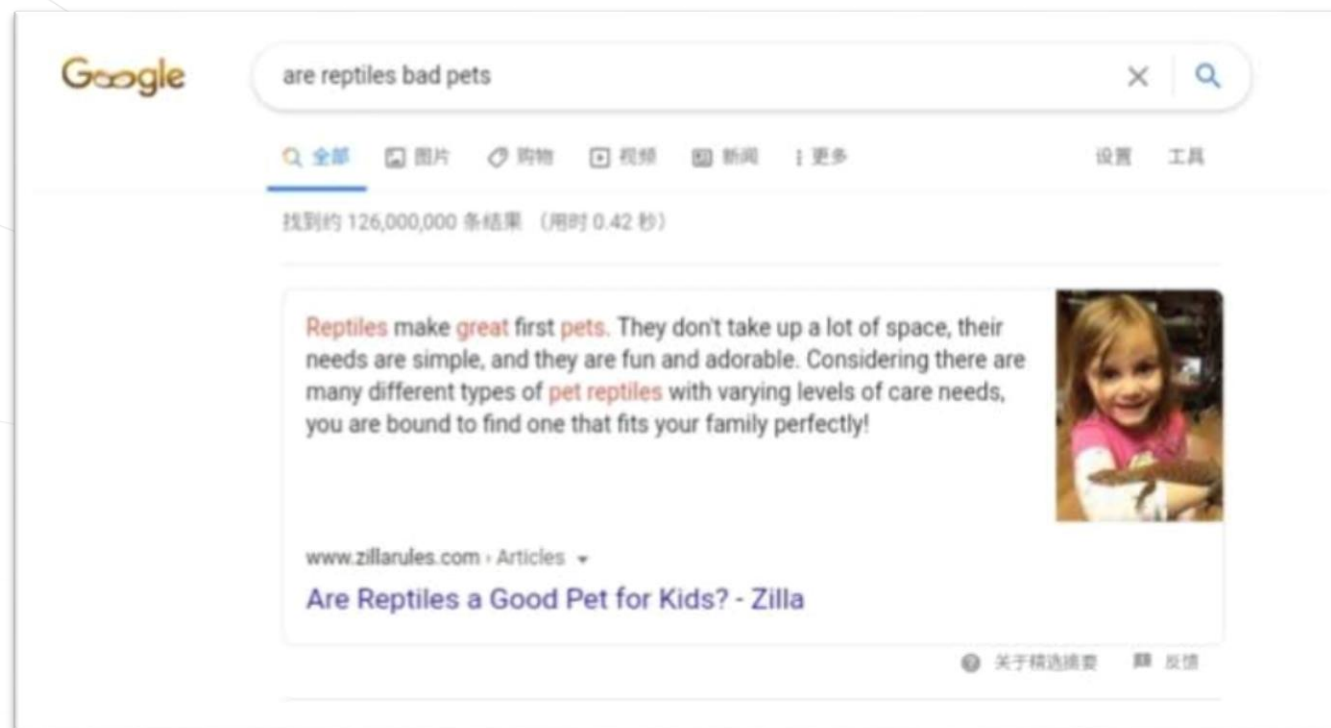 Google
are reptiles bad pets
全部 图片 购物 视频 新闻 更多 设置 工具
找到约 126,000,000 条结果 （用时 0.42 秒）
Reptiles make great first pets. They don't take up a lot of space, their
needs are simple, and they are fun and adorable. Considering there are
many different types of pet reptiles with varying levels of care needs,
you are bound to find one that fits your family perfectly!
www.zillarules.com › Articles
Are Reptiles a Good Pet for Kids? - Zilla
关于精选摘要 反馈